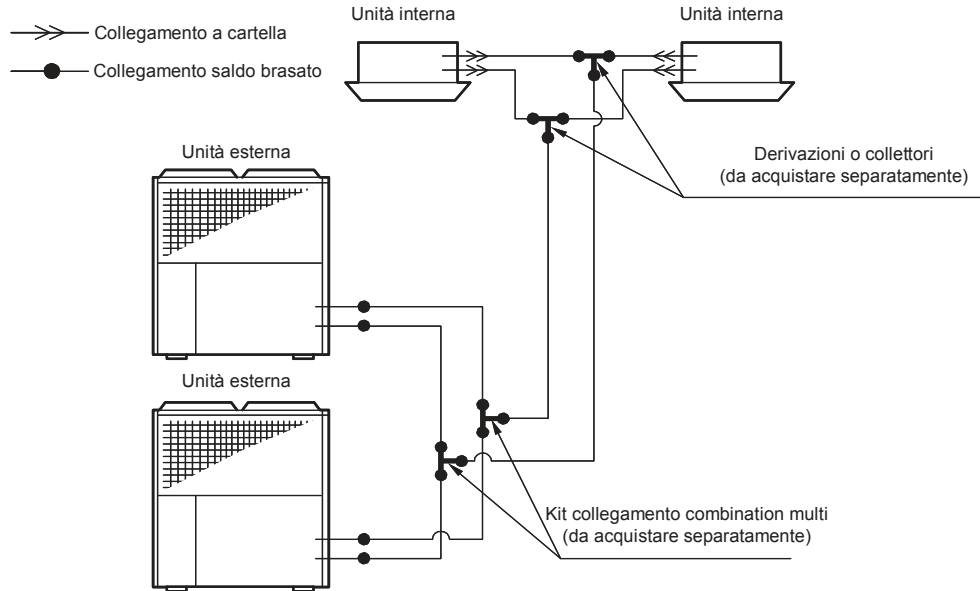 Collegamento a cartella
Collegamento saldo brasato
Unità interna
Unità interna
Derivazioni o collettori
(da acquistare separatamente)
Unità esterna
Unità esterna
Kit collegamento combination multi
(da acquistare separatamente)